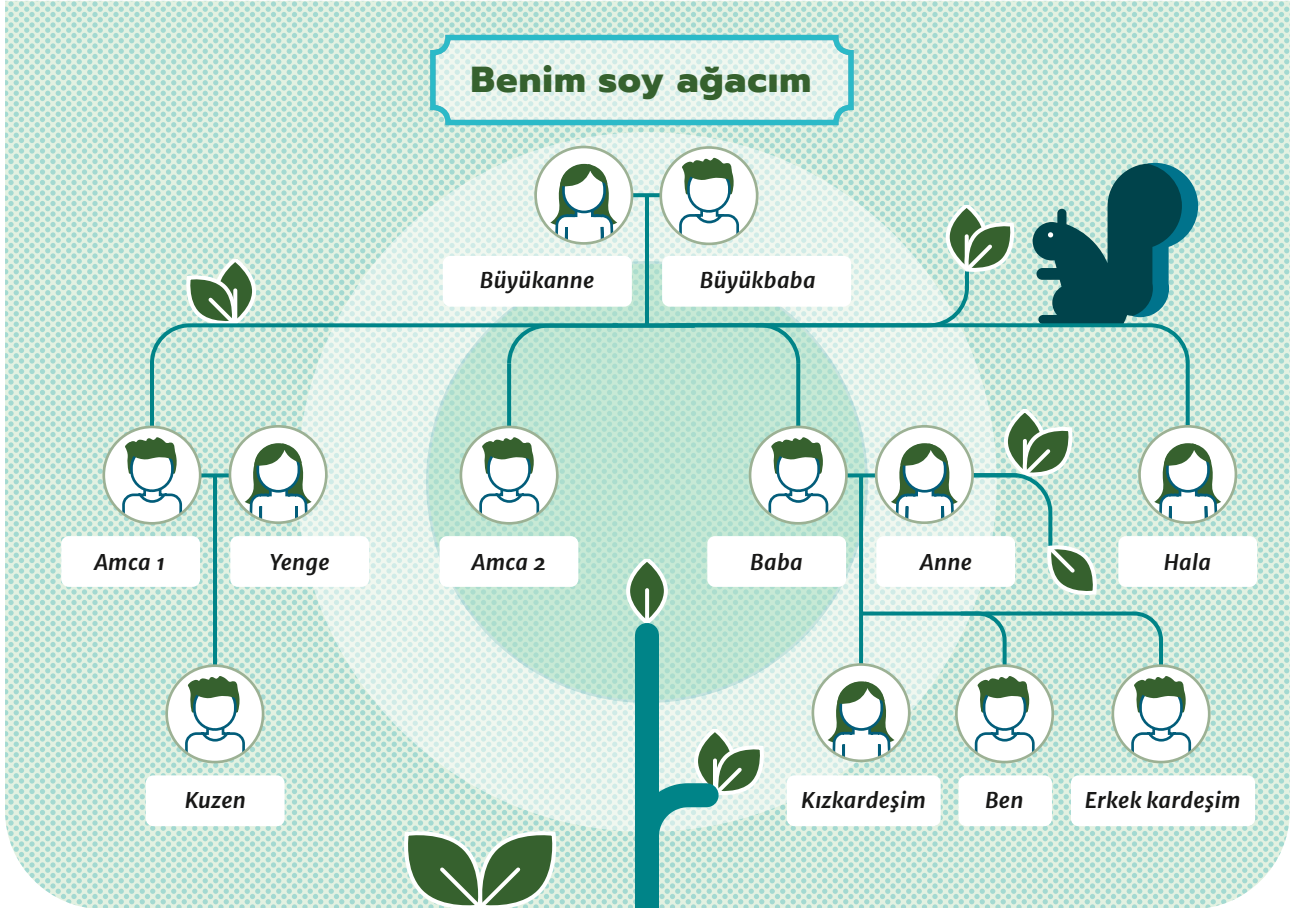 Benim soy ağacım
Büyükanne
Büyükbaba
Amca 1
Yenge
Amca 2
Baba
Anne
Hala
Kuzen
Kızkardeşim
Ben
Erkek kardeşim